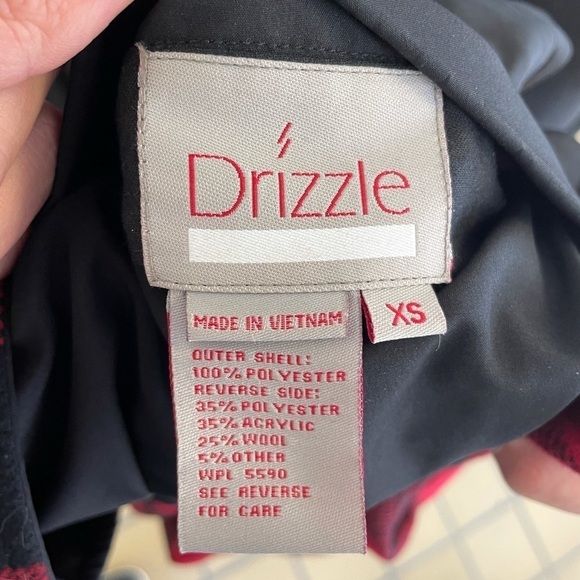 Drizzle
MADE IN VIETNAM
XS
OUTER SHELL:
100% POLYESTER
REVERSE SIDE:
35% POLYESTER
35% ACRYLIC
25% WOOL
5% OTHER
WPL 5590
SEE REVERSE
FOR CARE